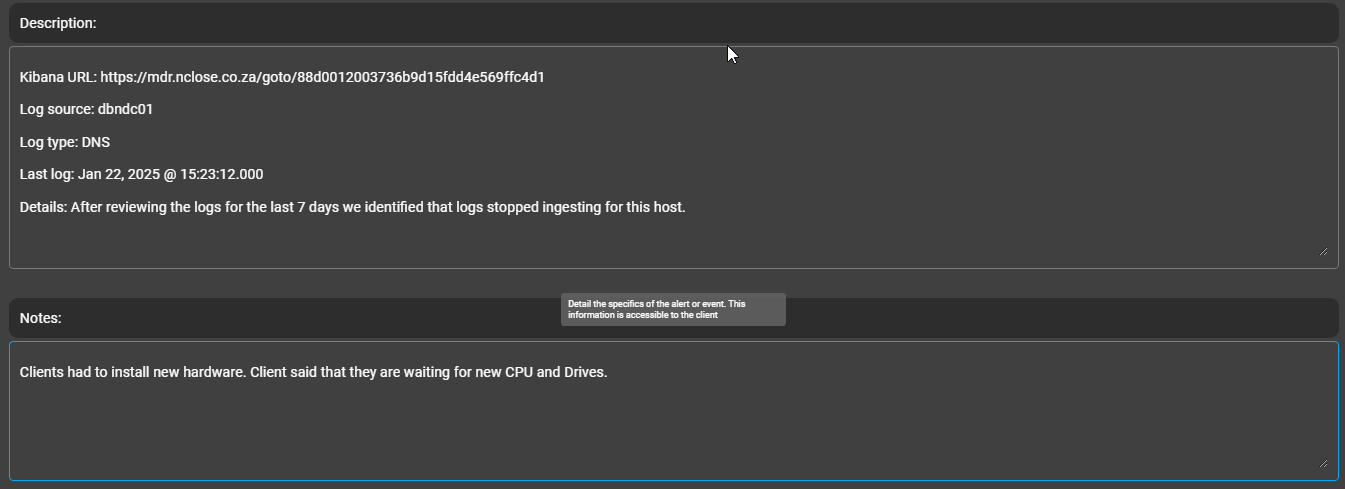 Description:
Kibana URL: https://mdr.nclose.co.za/goto/88d0012003736b9d15fdd4e569ffc4d1
Log source: dbndc01
Log type: DNS
Last log: Jan 22, 2025 @ 15:23:12.000
Details: After reviewing the logs for the last 7 days we identified that logs stopped ingesting for this host.
Detail the specifics of the alert or event. This
information is accessible to the client
Notes:
Clients had to install new hardware. Client said that they are waiting for new CPU and Drives.